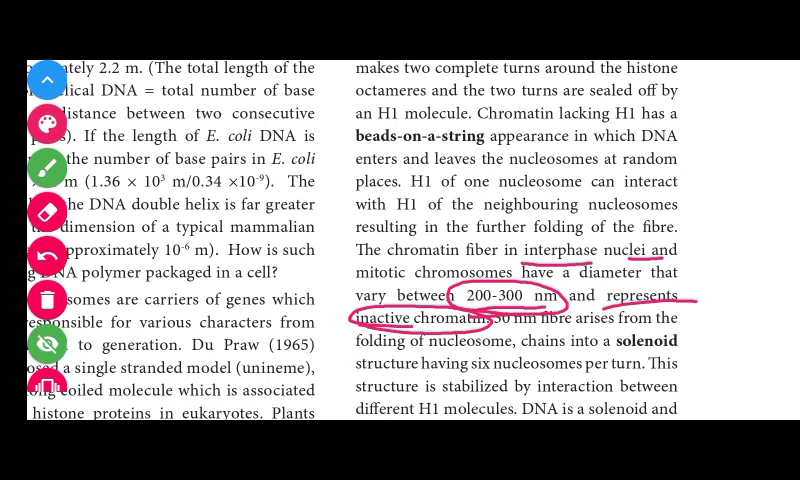 ately 2.2 m. (The total length of the
elical DNA = total number of base
distance between two consecutive
If the length of E. coli DNA is
the number of base pairs in E. coli
m (1.36 × 10³ m/0.34 ×10⁻⁹). The
he DNA double helix is far greater
dimension of a typical mammalian
pproximately 10⁻⁶ m). How is such
NA polymer packaged in a cell?
somes are carriers of genes which
esponsible for various characters from
to generation. Du Praw (1965)
osed a single stranded model (unineme),
coiled molecule which is associated
histone proteins in eukaryotes. Plants
makes two complete turns around the histone
octameres and the two turns are sealed off by
an H1 molecule. Chromatin lacking H1 has a
beads-on-a-string appearance in which DNA
enters and leaves the nucleosomes at random
places. H1 of one nucleosome can interact
with H1 of the neighbouring nucleosomes
resulting in the further folding of the fibre.
The chromatin fiber in interphase nuclei and
mitotic chromosomes have a diameter that
vary between 200-300 nm and represents
inactive chromatin. 30 nm fibre arises from the
folding of nucleosome, chains into a solenoid
structure having six nucleosomes per turn. This
structure is stabilized by interaction between
different H1 molecules. DNA is a solenoid and